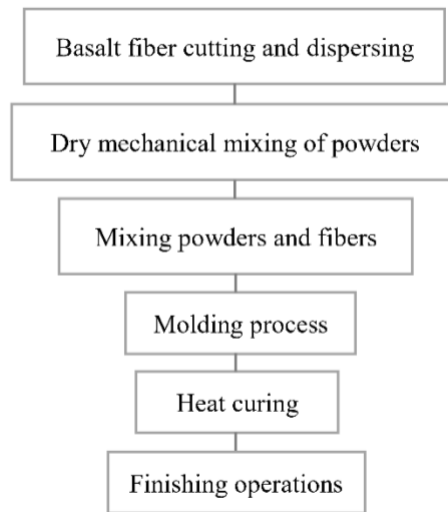 Basalt fiber cutting and dispersing
Dry mechanical mixing of powders
Mixing powders and fibers
Molding process
Heat curing
Finishing operations